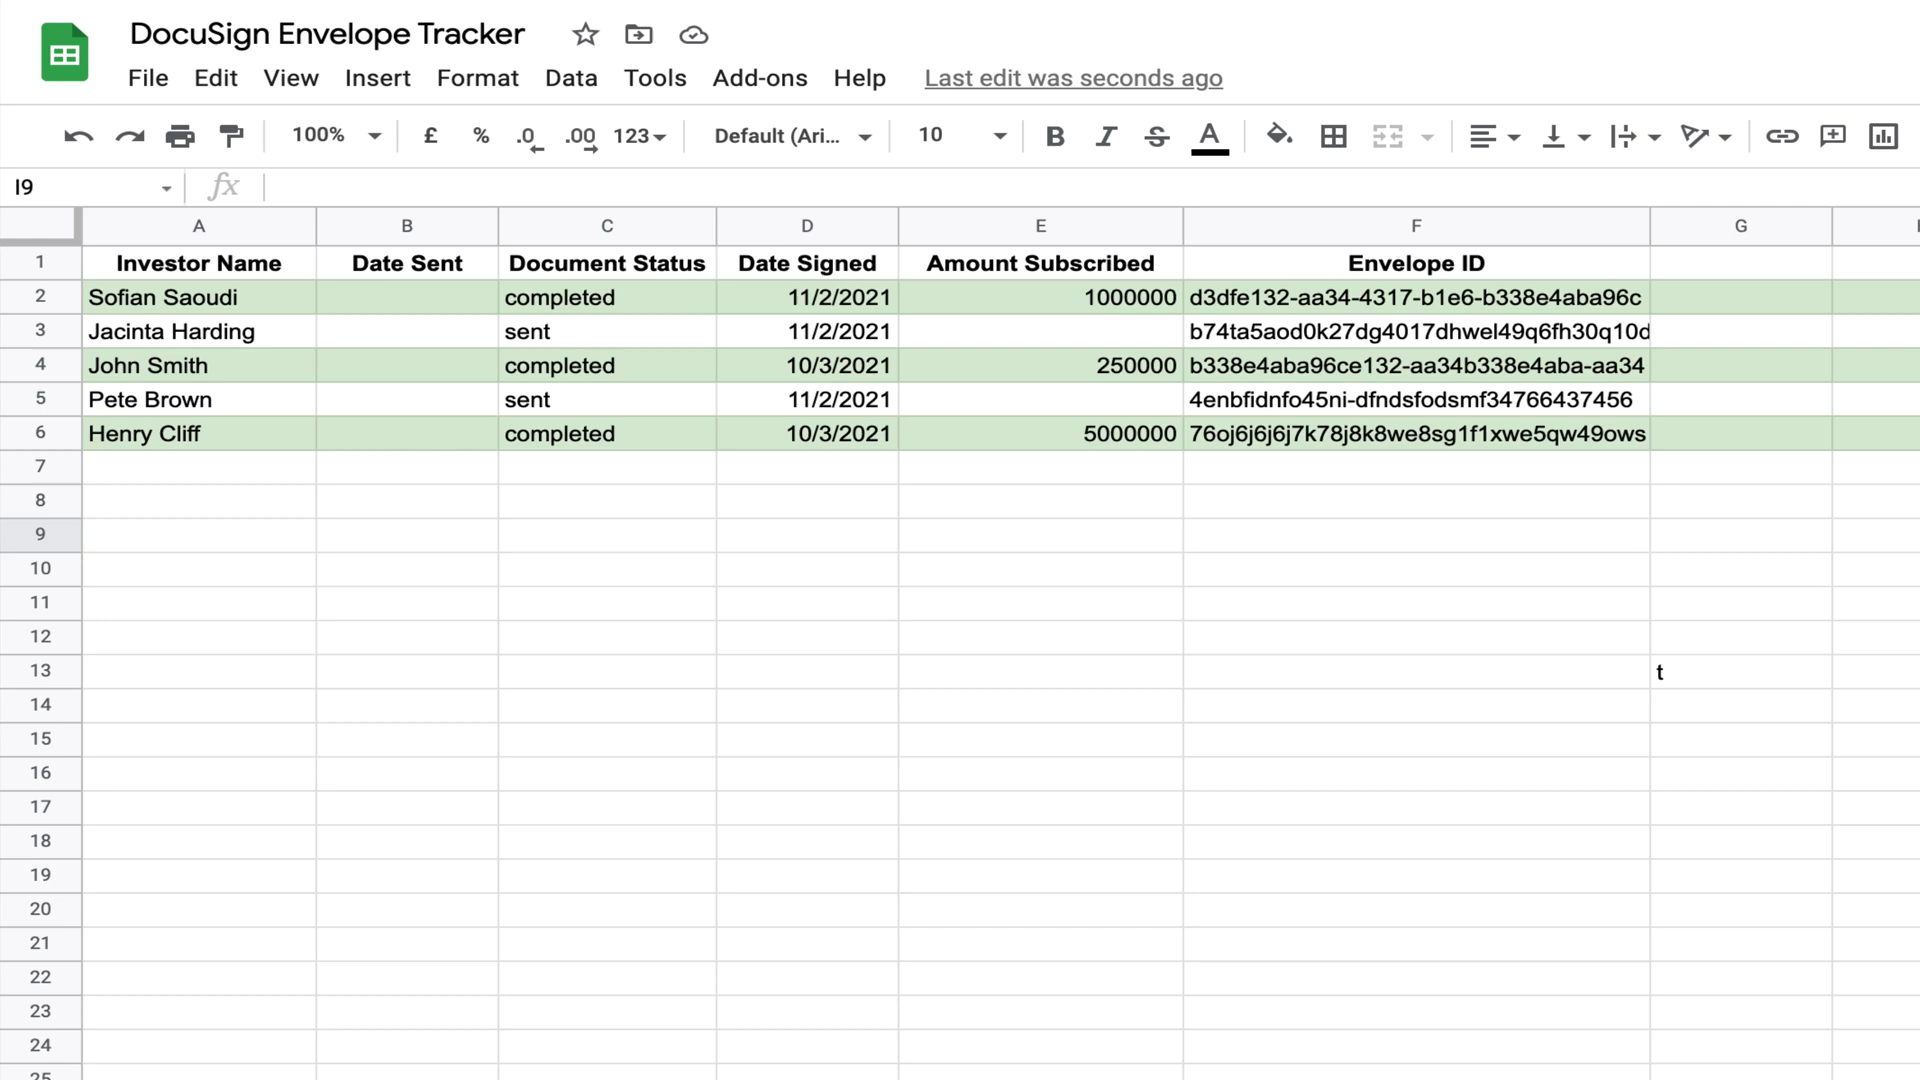 DocuSign Envelope Tracker
File Edit View Insert Format Data Tools Add-ons Help Last edit was seconds ago
100% £ % .0 .00 123 Default (Ari... 10 B I S A
I9 fx
A B C D E F G
1 Investor Name Date Sent Document Status Date Signed Amount Subscribed Envelope ID
2 Sofian Saoudi completed 11/2/2021 1000000 d3dfe132-aa34-4317-b1e6-b338e4aba96c
3 Jacinta Harding sent 11/2/2021 b74ta5aod0k27dg4017dhwel49q6fh30q10d
4 John Smith completed 10/3/2021 250000 b338e4aba96ce132-aa34b338e4aba-aa34
5 Pete Brown sent 11/2/2021 4enbfidnfo45ni-dfndsfodsmf34766437456
6 Henry Cliff completed 10/3/2021 5000000 76oj6j6j6j7k78j8k8we8sg1f1xwe5qw49ows
7
8
9
10
11
12
13 t
14
15
16
17
18
19
20
21
22
23
24
25